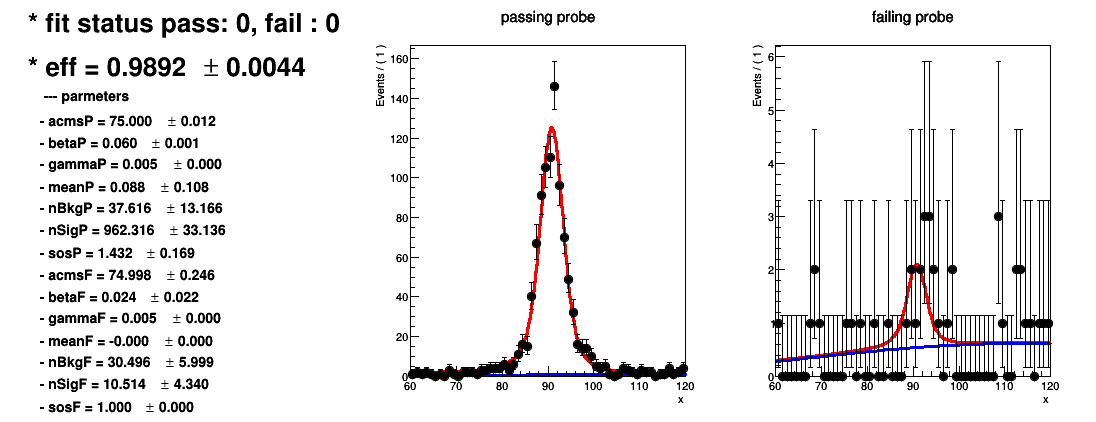 * fit status pass: 0, fail : 0
* eff = 0.9892 ± 0.0044
--- parmeters
- acmsP = 75.000 ± 0.012
- betaP = 0.060 ± 0.001
- gammaP = 0.005 ± 0.000
- meanP = 0.088 ± 0.108
- nBkgP = 37.616 ± 13.166
- nSigP = 962.316 ± 33.136
- sosP = 1.432 ± 0.169
- acmsF = 74.998 ± 0.246
- betaF = 0.024 ± 0.022
- gammaF = 0.005 ± 0.000
- meanF = -0.000 ± 0.000
- nBkgF = 30.496 ± 5.999
- nSigF = 10.514 ± 4.340
- sosF = 1.000 ± 0.000
passing probe
Events / ( 1 )
160
140
120
100
80
60
40
20
0
60 70 80 90 100 110 120
x
failing probe
Events / ( 1 )
6
5
4
3
2
1
0
60 70 80 90 100 110 120
x